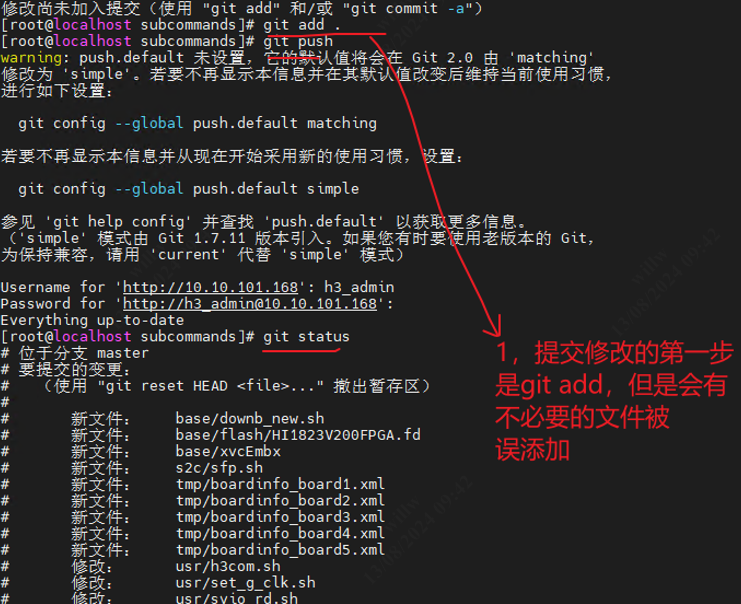 修改尚未加入提交（使用 "git add" 和/或 "git commit -a"）
[root@localhost subcommands]# git add .
[root@localhost subcommands]# git push
warning: push.default 未设置，它的默认值将会在 Git 2.0 由 'matching'
修改为 'simple'。若要不再显示本信息并在其默认值改变后维持当前使用习惯，
进行如下设置：
git config --global push.default matching
若要不再显示本信息并从现在开始采用新的使用习惯，设置：
git config --global push.default simple
参见 'git help config' 并查找 'push.default' 以获取更多信息。
（'simple' 模式由 Git 1.7.11 版本引入。如果您有时要使用老版本的 Git，
为保持兼容，请用 'current' 代替 'simple' 模式）
Username for 'http://10.10.101.168': h3_admin
Password for 'http://h3_admin@10.10.101.168':
Everything up-to-date
[root@localhost subcommands]# git status
# 位于分支 master
# 要提交的变更：
# （使用 "git reset HEAD <file>..." 撤出暂存区）
#
# 新文件： base/downb_new.sh
# 新文件： base/flash/HI1823V200FPGA.fd
# 新文件： base/xvcEmbx
# 新文件： s2c/sfp.sh
# 新文件： tmp/boardinfo_board1.xml
# 新文件： tmp/boardinfo_board2.xml
# 新文件： tmp/boardinfo_board3.xml
# 新文件： tmp/boardinfo_board4.xml
# 新文件： tmp/boardinfo_board5.xml
# 修改： usr/h3com.sh
# 修改： usr/set_g_clk.sh
# 修改： usr/svio_rd.sh
1，提交修改的第一步
是git add，但是会有
不必要的文件被
误添加